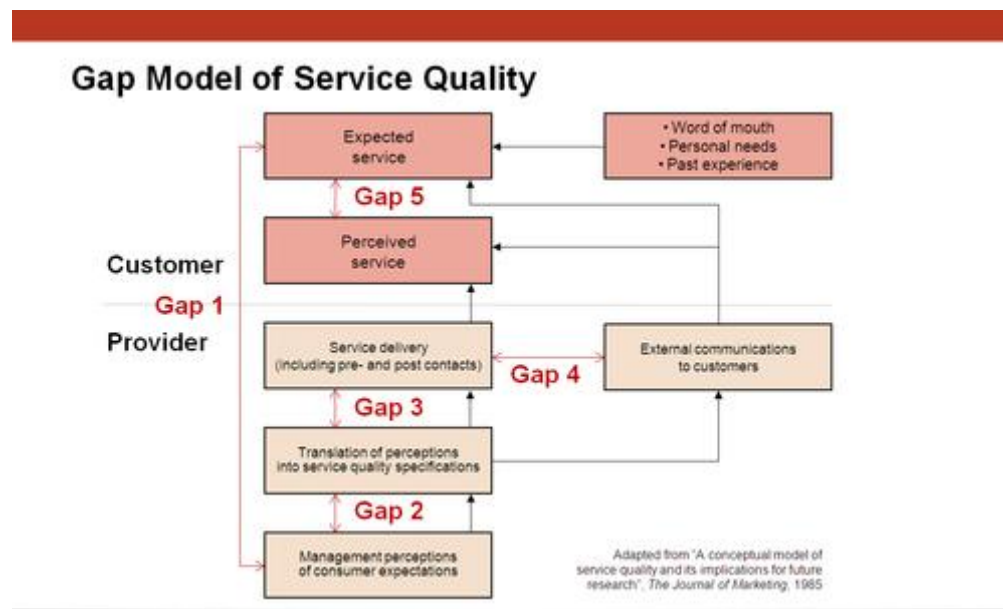 Gap Model of Service Quality
Expected
service
• Word of mouth
• Personal needs
• Past experience
Gap 5
Perceived
service
Customer
Gap 1
Provider
Service delivery
(including pre- and post contacts)
External communications
to customers
Gap 4
Gap 3
Translation of perceptions
into service quality specifications
Gap 2
Management perceptions
of consumer expectations
Adapted from "A conceptual model of
service quality and its implications for future
research", The Journal of Marketing, 1985